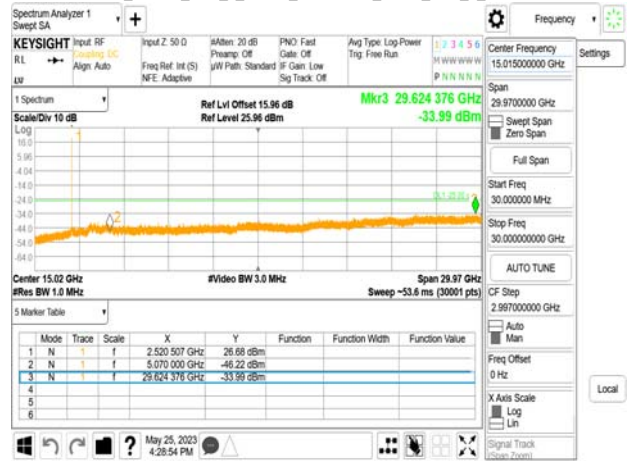 Spectrum Analyzer 1
Swept SA
Frequency
Settings
KEYSIGHT
RL
Input: RF
Coupling: DC
Align: Auto
Input Z: 50 Ω
Freq Ref: Int (S)
NFE: Adaptive
#Atten: 20 dB
Preamp: Off
µW Path: Standard
PNO: Fast
Gate: Off
IF Gain: Low
Sig Track: Off
Avg Type: Log-Power
Trig: Free Run
1 2 3 4 5 6
M W W W W W
P N N N N N
1 Spectrum
Scale/Div 10 dB
Ref Lvl Offset 15.96 dB
Ref Level 25.96 dBm
Mkr3 29.624 376 GHz
-33.99 dBm
Log
16.0
5.96
-4.04
-14.0
-24.0
-34.0
-44.0
-54.0
-64.0
1
2
Center 15.02 GHz
#Res BW 1.0 MHz
#Video BW 3.0 MHz
Span 29.97 GHz
Sweep ~53.6 ms (30001 pts)
5 Marker Table
Mode Trace Scale X Y Function Function Width Function Value
1 N 1 f 2.520 507 GHz 26.68 dBm
2 N 1 f 5.070 000 GHz -46.22 dBm
3 N 1 f 29.624 376 GHz -33.99 dBm
4
5
6
Center Frequency
15.015000000 GHz
Span
29.9700000 GHz
Swept Span
Zero Span
Full Span
Start Freq
30.000000 MHz
Stop Freq
30.000000000 GHz
AUTO TUNE
CF Step
2.997000000 GHz
Auto
Man
Freq Offset
0 Hz
X Axis Scale
Log
Lin
Signal Track
(Span Zoom)
Local
?
May 25, 2023
4:28:54 PM